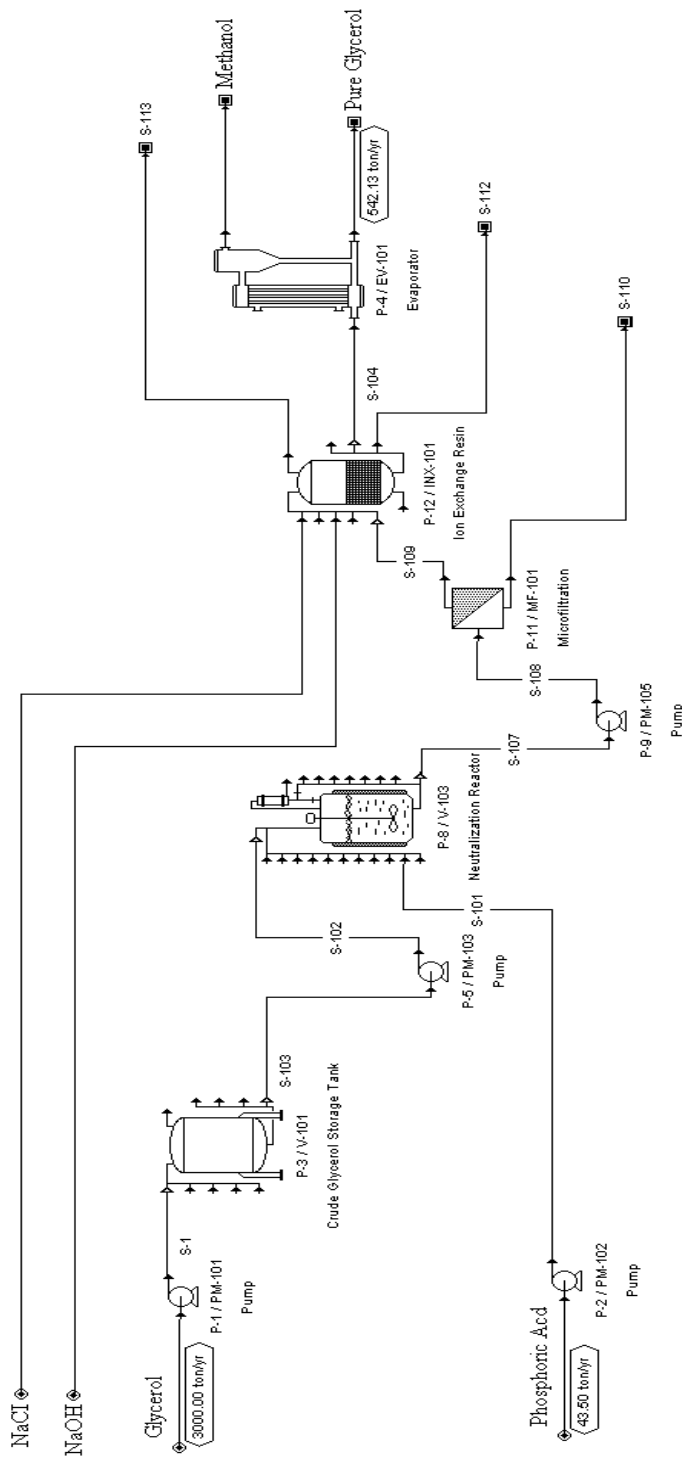 NaCl
NaOH
Glycerol
3000.00 ton/yr
P-1 / PM-101
Pump
S-1
P-3 / V-101
Crude Glycerol Storage Tank
S-103
P-5 / PM-103
Pump
S-102
Phosphoric Acd
43.50 ton/yr
P-2 / PM-102
Pump
S-101
P-8 / V-103
Neutralization Reactor
S-107
P-9 / PM-105
Pump
S-108
P-11 / MF-101
Microfiltration
S-109
S-110
P-12 / INX-101
Ion Exchange Resin
S-112
S-113
S-104
P-4 / EV-101
Evaporator
Methanol
Pure Glycerol
542.13 ton/yr